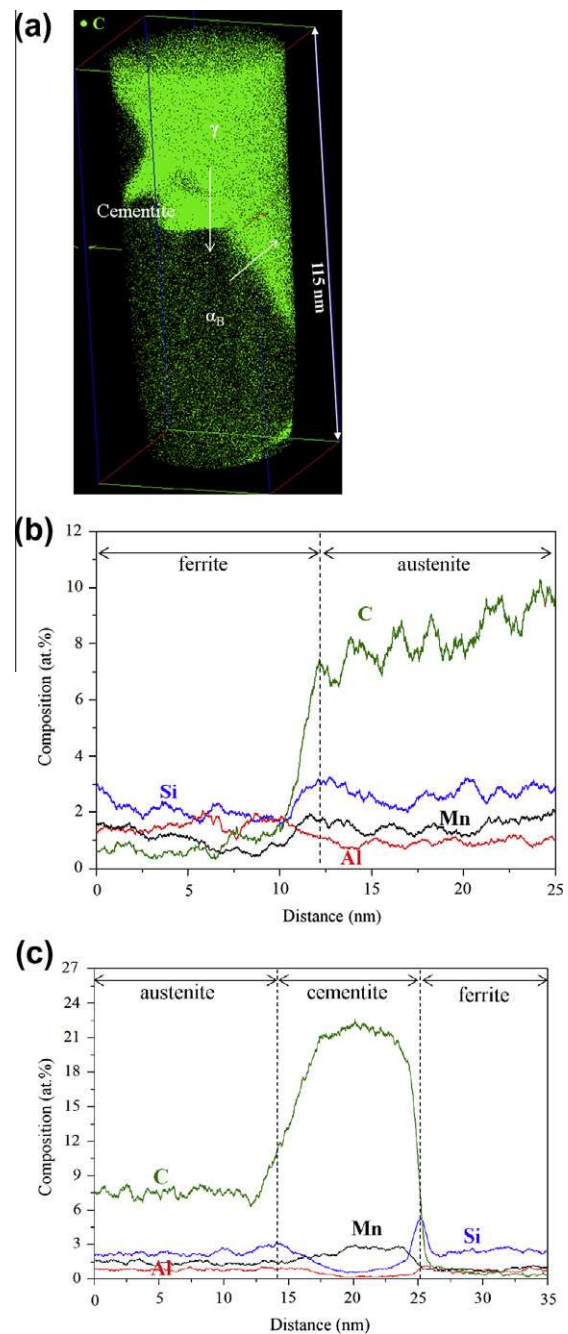 (a)
C
γ
Cementite
α_B
115 nm
(b)
12
10
8
6
4
2
0
Composition (at.%)
ferrite
austenite
C
Si
Mn
Al
0 5 10 15 20 25
Distance (nm)
(c)
27
24
21
18
15
12
9
6
3
0
Composition (at.%)
austenite
cementite
ferrite
C
Mn
Si
Al
0 5 10 15 20 25 30 35
Distance (nm)